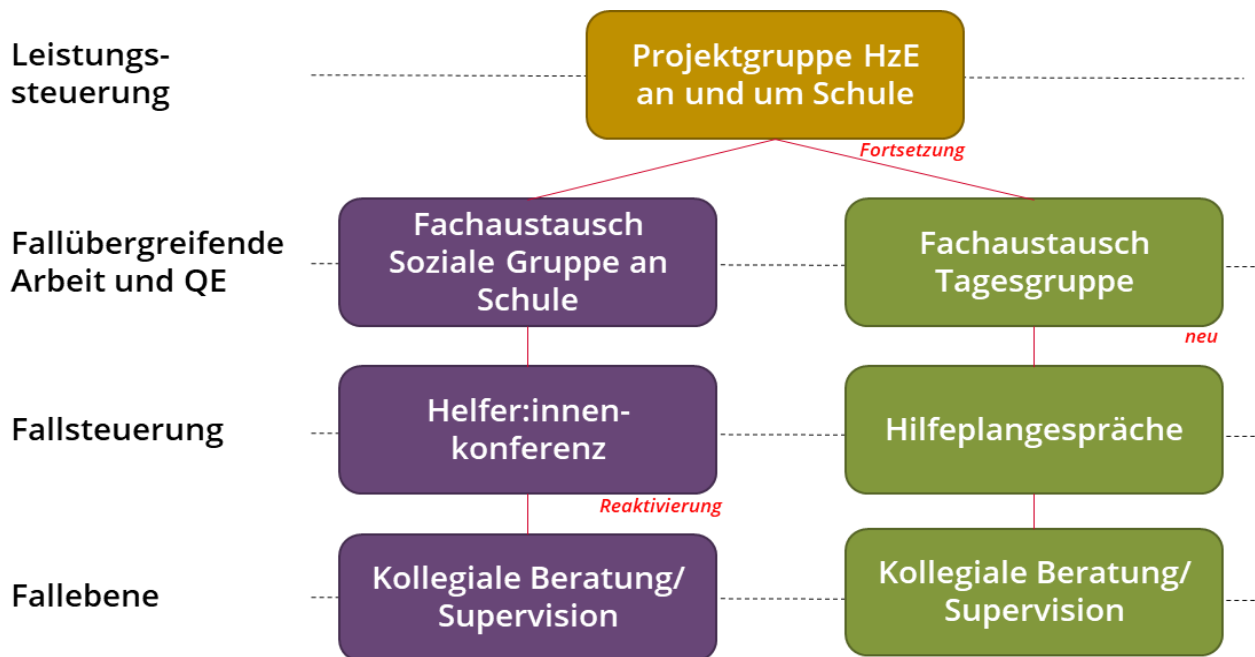 Leistungs-
steuerung
Projektgruppe HzE
an und um Schule
Fortsetzung
Fallübergreifende
Arbeit und QE
Fachaustausch
Soziale Gruppe an
Schule
Fachaustausch
Tagesgruppe
neu
Fallsteuerung
Helfer:innen-
konferenz
Hilfeplangespräche
Reaktivierung
Fallebene
Kollegiale Beratung/
Supervision
Kollegiale Beratung/
Supervision